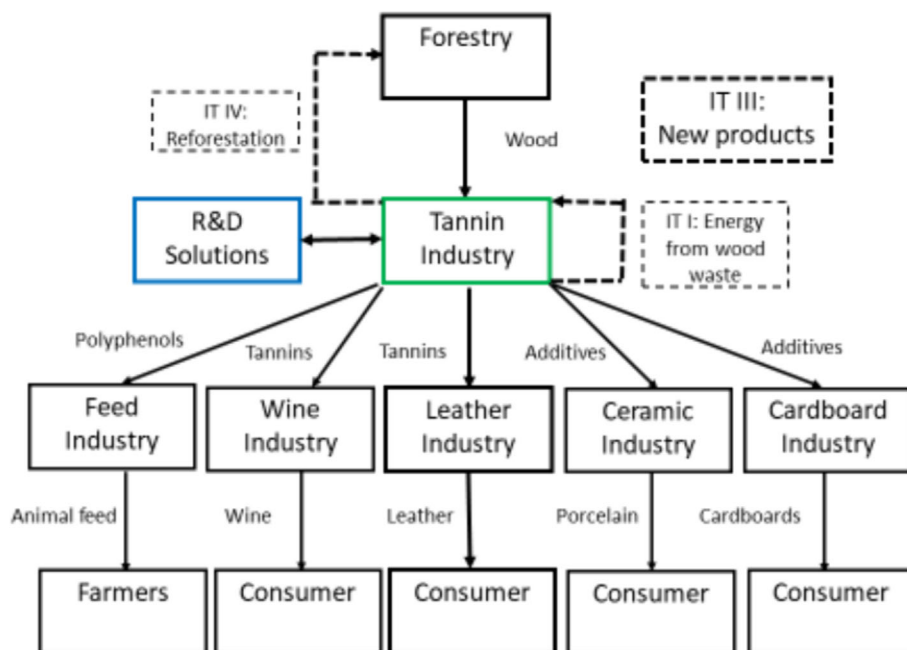 Forestry
IT IV:
Reforestation
IT III:
New products
Wood
R&D
Solutions
Tannin
Industry
IT I: Energy
from wood
waste
Polyphenols
Tannins
Tannins
Additives
Additives
Feed
Industry
Wine
Industry
Leather
Industry
Ceramic
Industry
Cardboard
Industry
Animal feed
Wine
Leather
Porcelain
Cardboards
Farmers
Consumer
Consumer
Consumer
Consumer